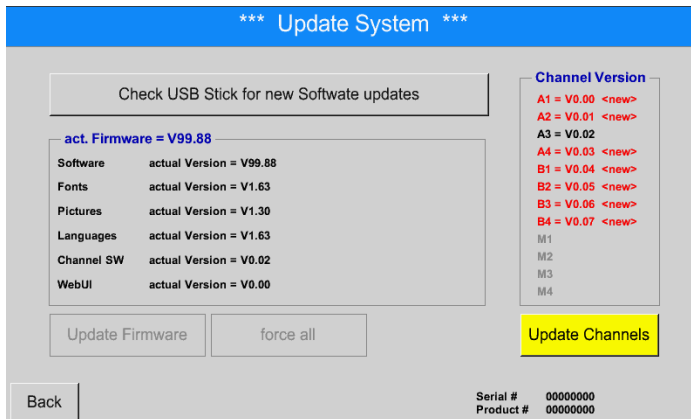 *** Update System ***
Check USB Stick for new Softwate updates
act. Firmware = V99.88
Software actual Version = V99.88
Fonts actual Version = V1.63
Pictures actual Version = V1.30
Languages actual Version = V1.63
Channel SW actual Version = V0.02
WebUI actual Version = V0.00
Update Firmware
force all
Channel Version
A1 = V0.00 <new>
A2 = V0.01 <new>
A3 = V0.02
A4 = V0.03 <new>
B1 = V0.04 <new>
B2 = V0.05 <new>
B3 = V0.06 <new>
B4 = V0.07 <new>
M1
M2
M3
M4
Update Channels
Back
Serial # 00000000
Product # 00000000